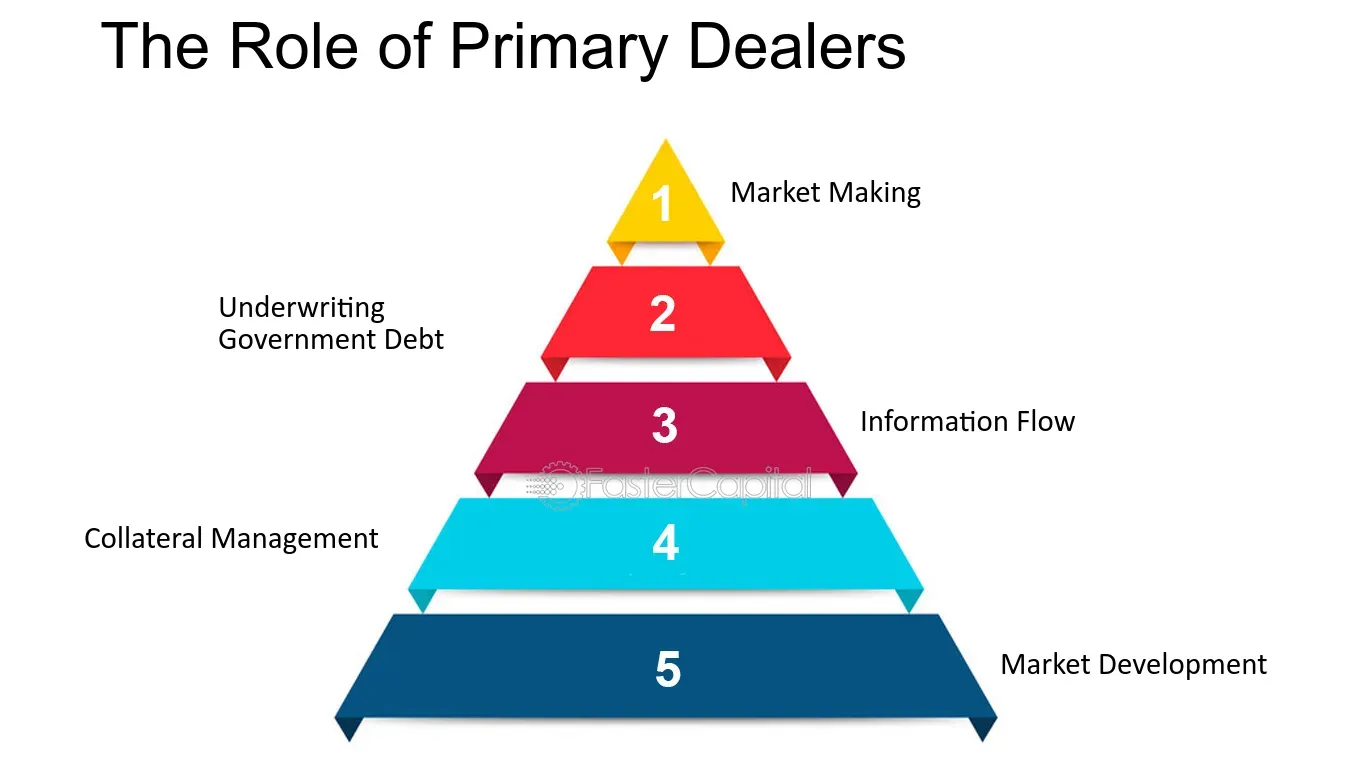 The Role of Primary Dealers
1
Market Making
Underwriting
Government Debt
2
3
Information Flow
FasterCapital
Collateral Management
4
5
Market Development